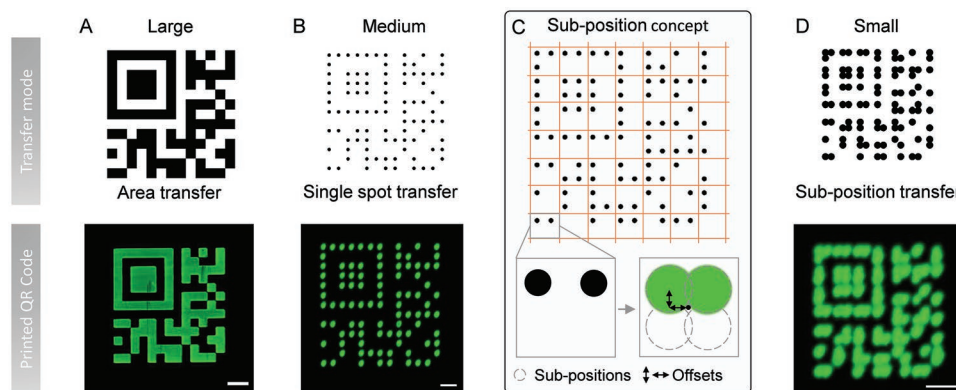 A
Large
B
Medium
C
Sub-position concept
D
Small
Transfer mode
Area transfer
Single spot transfer
Sub-position transfer
Printed QR Code
Sub-positions
Offsets